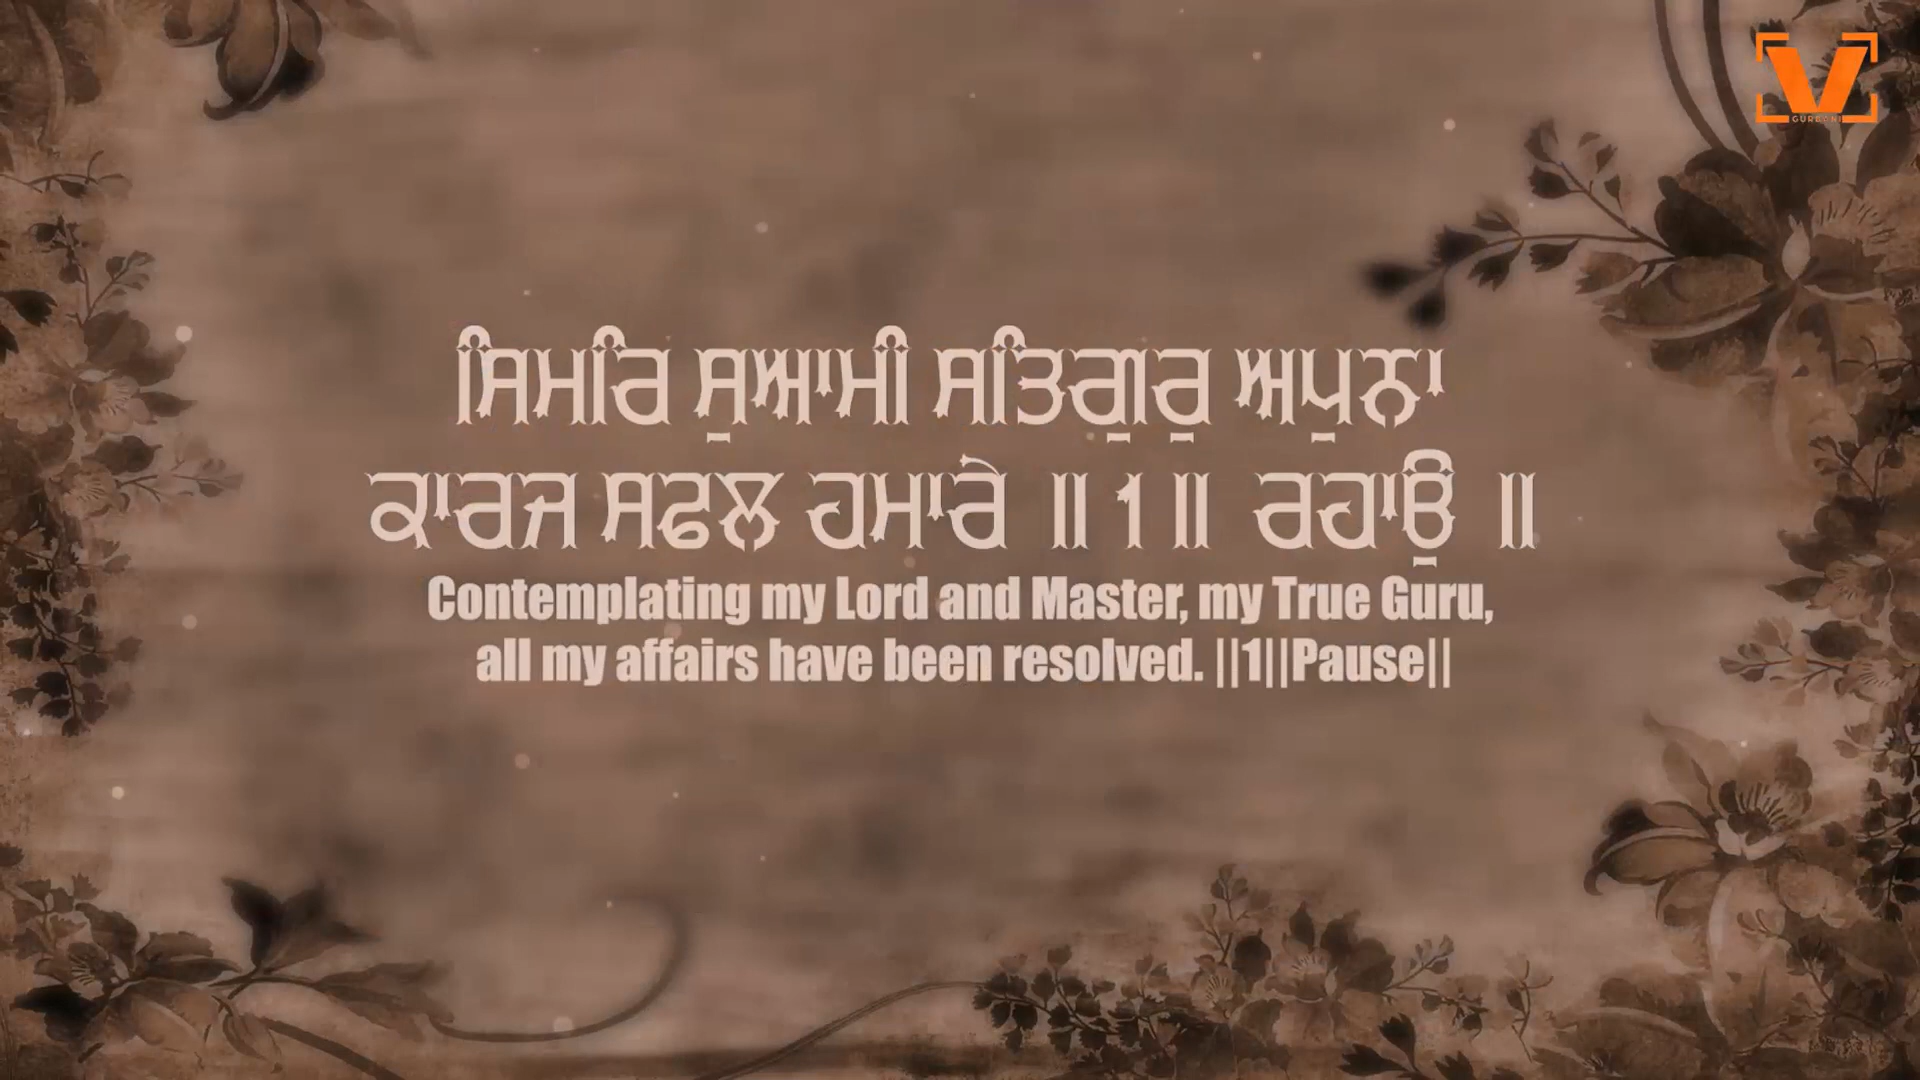 ਸਿਮਰਿ ਸੁਆਮੀ ਸਤਿਗੁਰੁ ਅਪੁਨਾ
ਕਾਰਜ ਸਫਲ ਹਮਾਰੇ ॥1॥ ਰਹਾਉ ॥
Contemplating my Lord and Master, my True Guru,
all my affairs have been resolved. ||1||Pause||
V
GURBANI